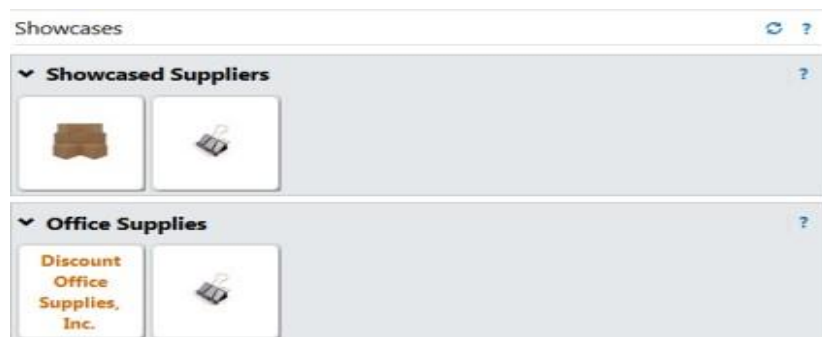 Showcases ?
Showcased Suppliers ?
Office Supplies ?
Discount
Office
Supplies,
Inc.